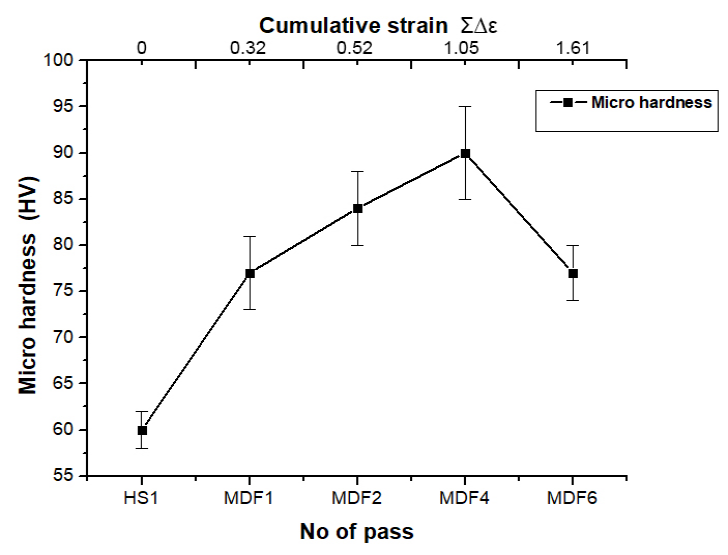 Cumulative strain ΣΔε
0 0.32 0.52 1.05 1.61
100
95
90
85
80
75
70
65
60
55
Micro hardness (HV)
Micro hardness
HS1 MDF1 MDF2 MDF4 MDF6
No of pass